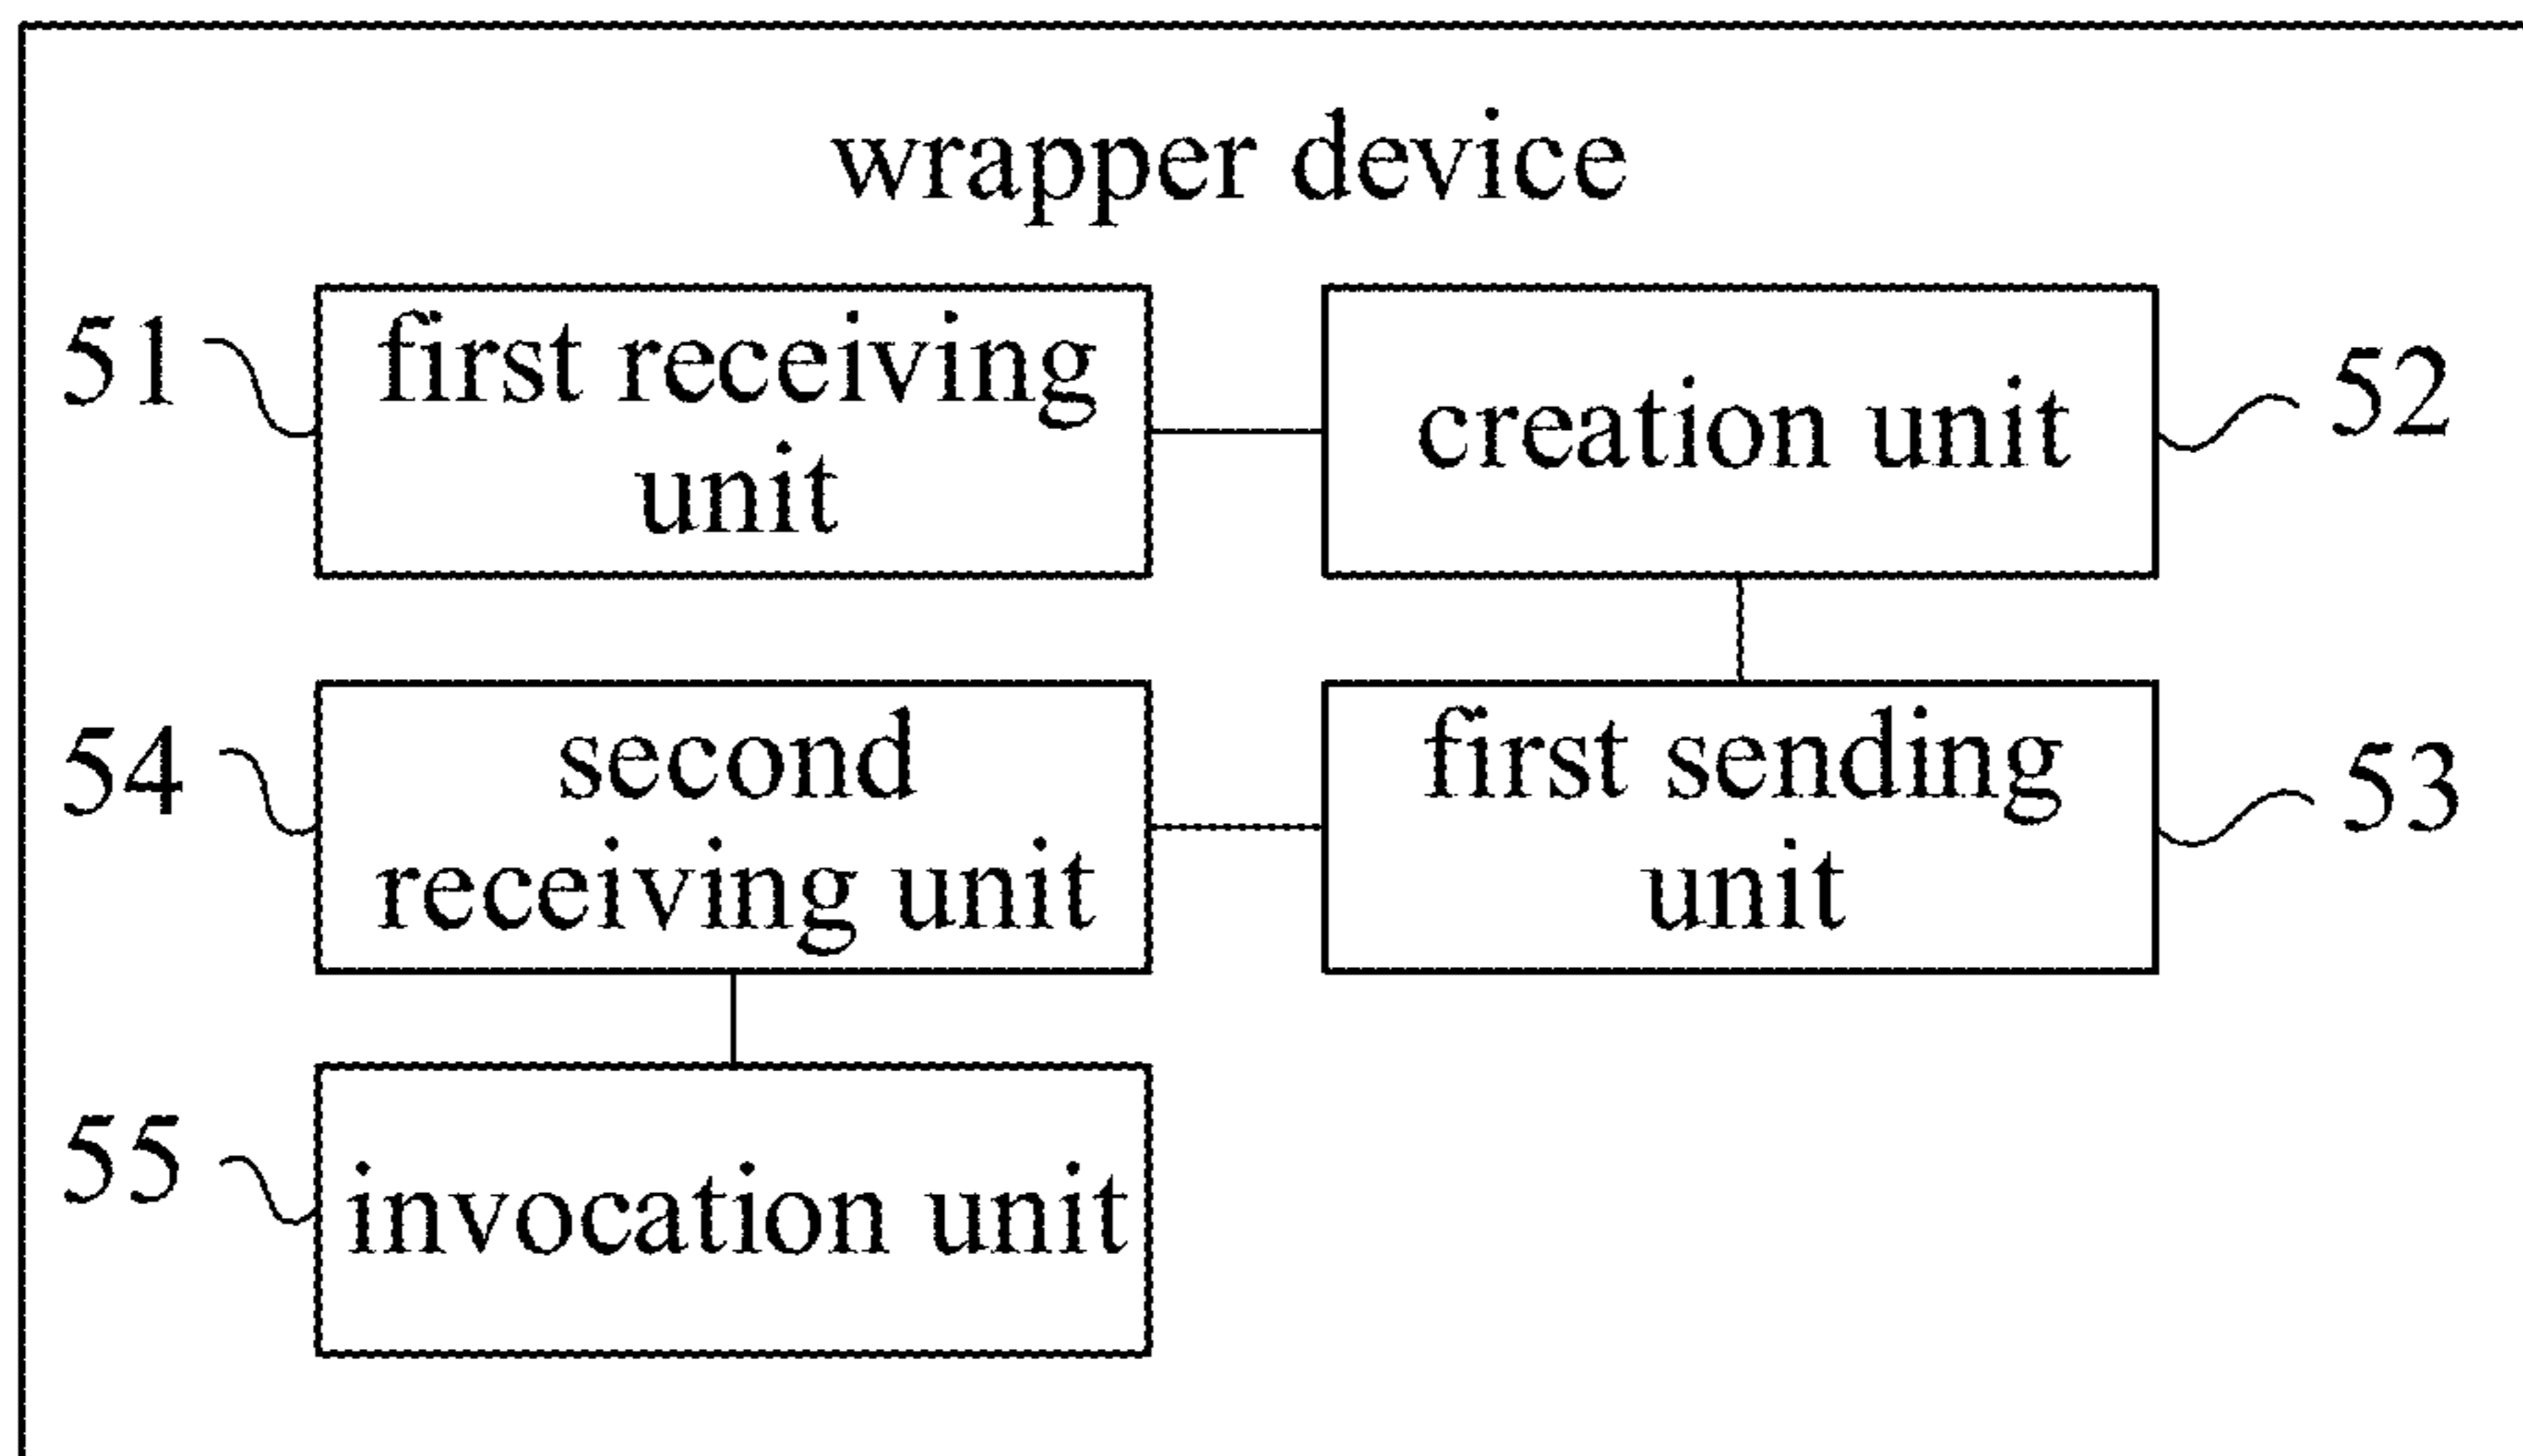 wrapper device
51
first receiving
unit
creation unit
52
54
second
receiving unit
first sending
unit
53
55
invocation unit